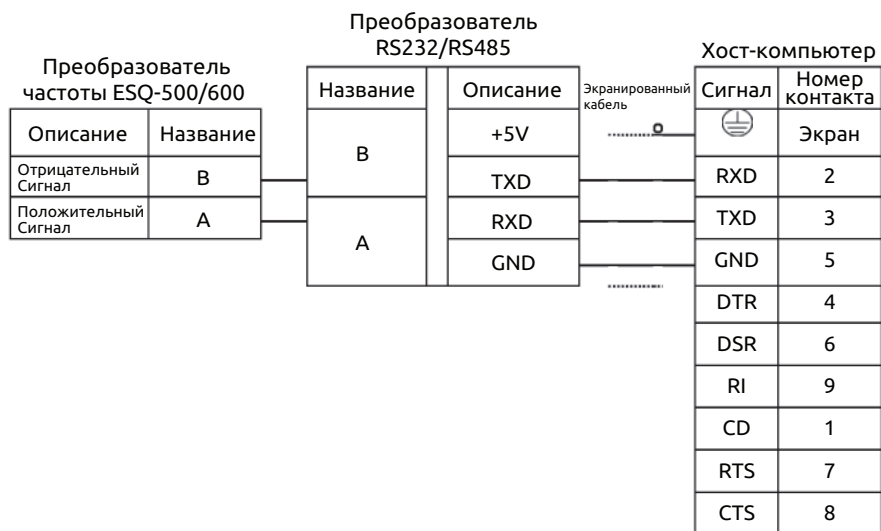 Преобразователь
RS232/RS485
Преобразователь
частоты ESQ-500/600
Хост-компьютер
Описание Название
Отрицательный
Сигнал
B
Положительный
Сигнал
A
Название Описание
B
A
+5V
TXD
RXD
GND
Экранированный
кабель
Сигнал Номер
контакта
Экран
RXD 2
TXD 3
GND 5
DTR 4
DSR 6
RI 9
CD 1
RTS 7
CTS 8